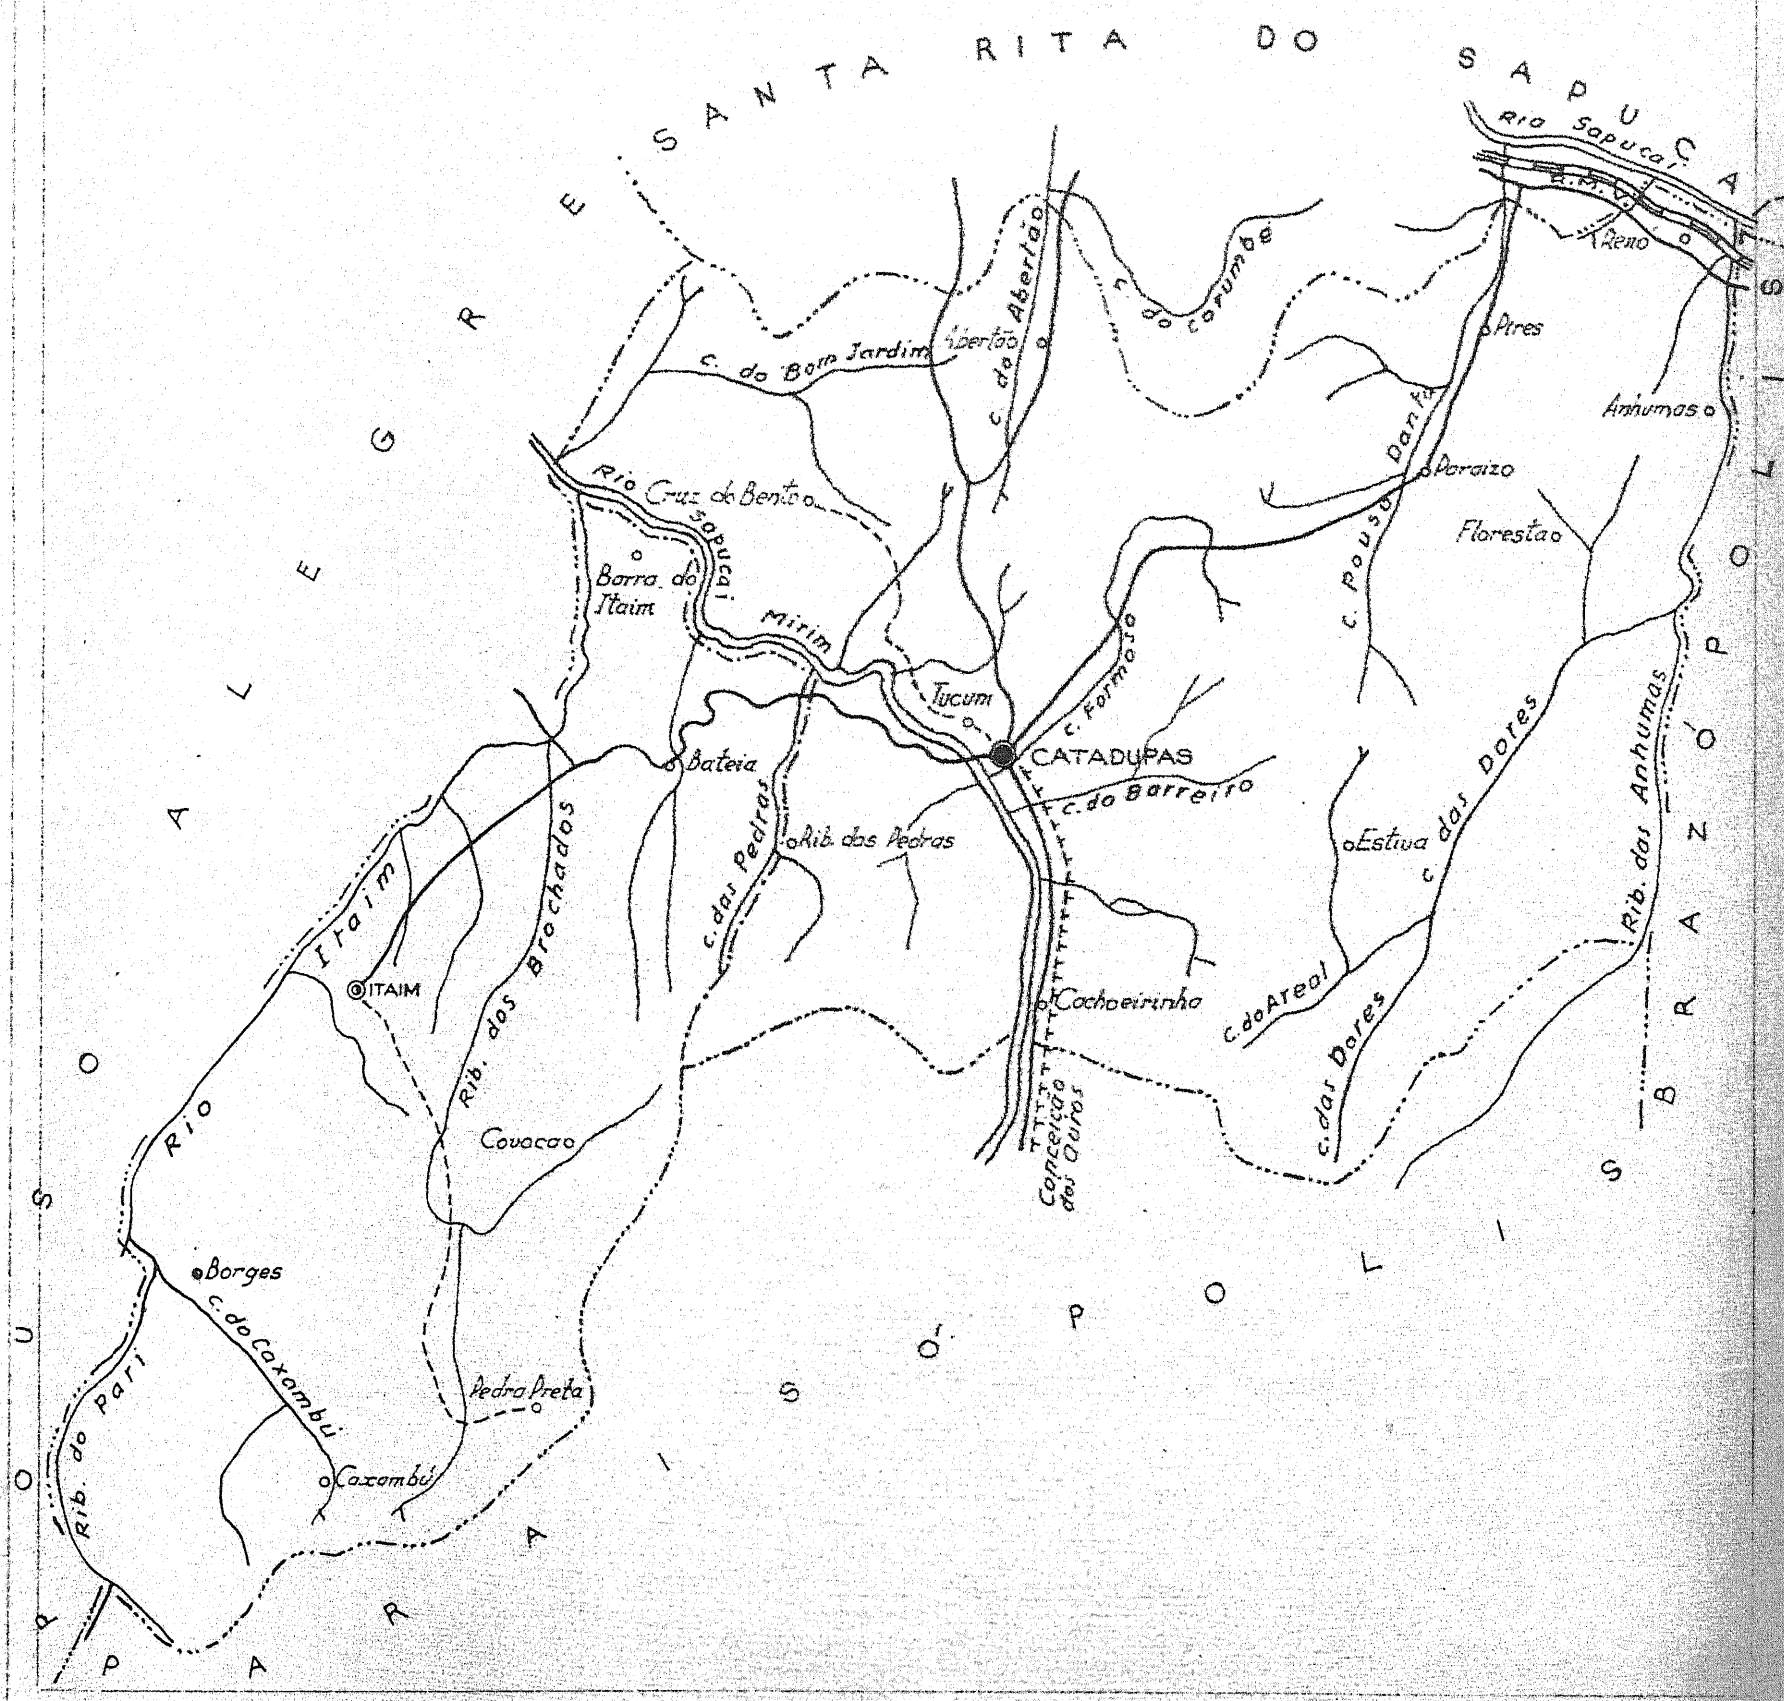 SANTA RITA DO SAPUCAÍ
POUSO ALEGRE
Rio Sapucaí
R.M.V.
Renó
C. do Abertão
Abertão
C. do Corumbé
Pires
C. do Bom Jardim
Anhumas
C. Pouso Danta
Paraizo
Rio Sapucaí Mirim
Cruz do Bento
Floresta
Barra do
Itaim
Tucum
C. Formoso
CATADUPAS
Bateia
C. do Barreiro
C. das Dores
Rib. das Anhumas
Rib. das Pedras
C. das Pedras
Estiva
Rio Itaim
Rib. dos Brochados
ITAIM
Cachoeirinha
C. do Areal
C. das Dores
Conceição
dos Ouros
Covacao
Borges
C. do Caxambú
Rib. do Pari
Pedra Preta
Caxambú
PARAISÓPOLIS
BRAZÓPOLIS